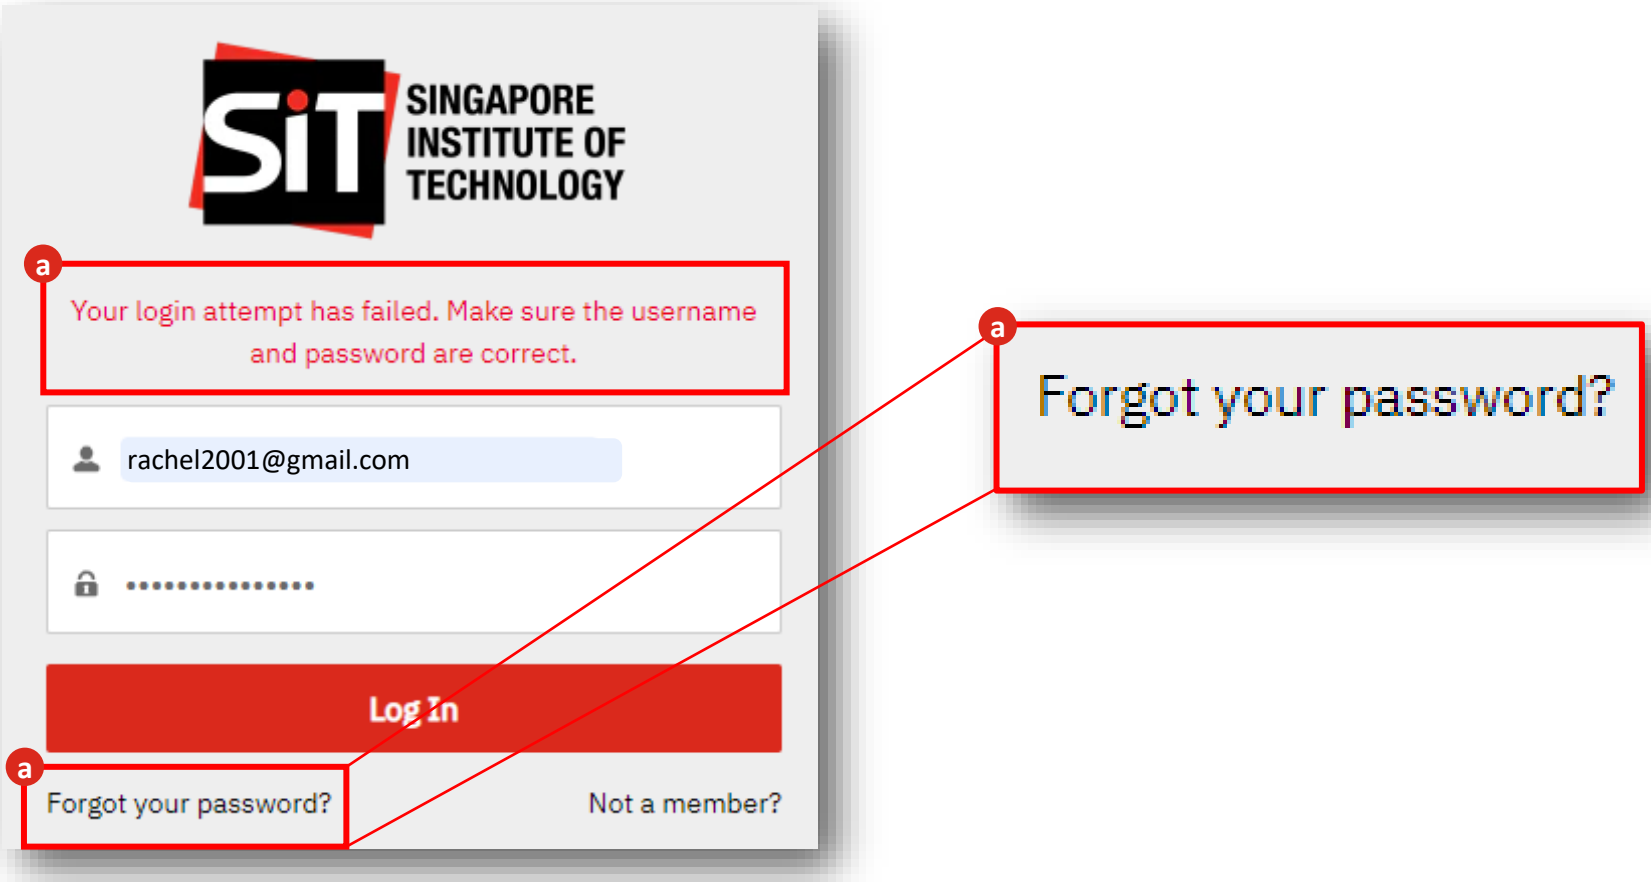 SiT
SINGAPORE
INSTITUTE OF
TECHNOLOGY
a
Your login attempt has failed. Make sure the username
and password are correct.
rachel2001@gmail.com
•••••••••••••••
Log In
a
Forgot your password?
Not a member?
a
Forgot your password?